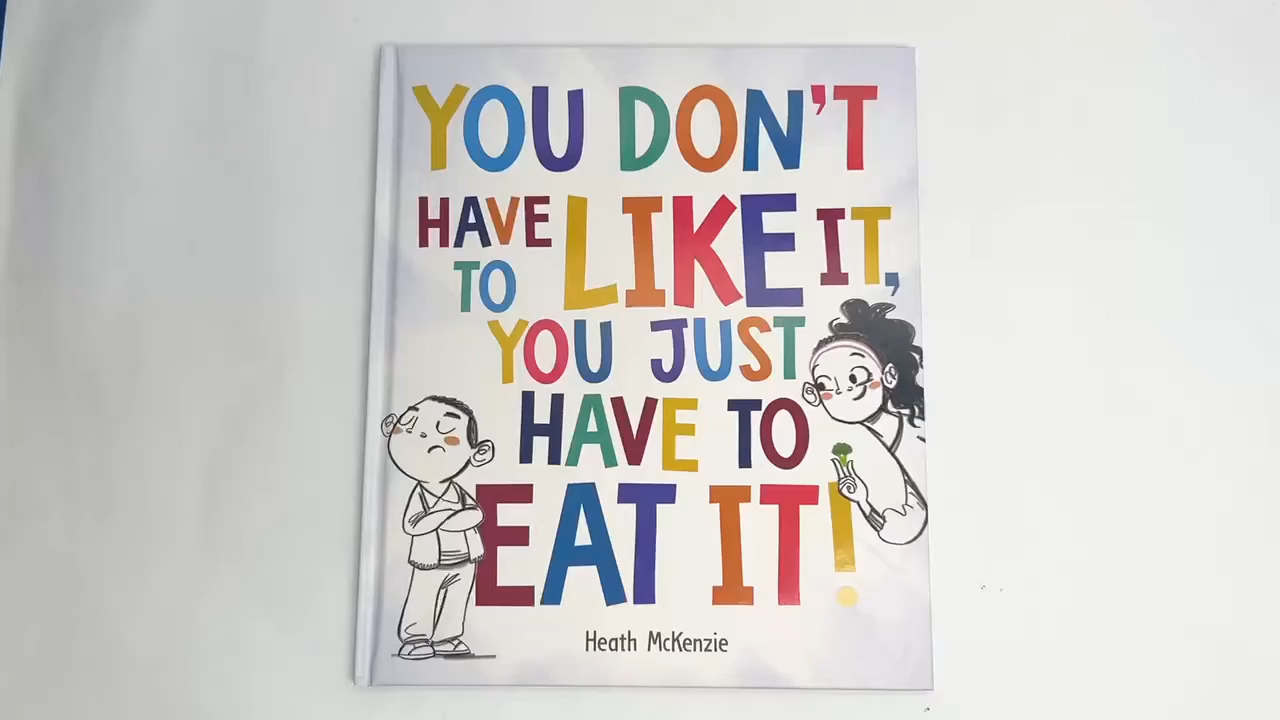 YOU DON'T
HAVE TO LIKE IT,
YOU JUST
HAVE TO
EAT IT!
Heath McKenzie